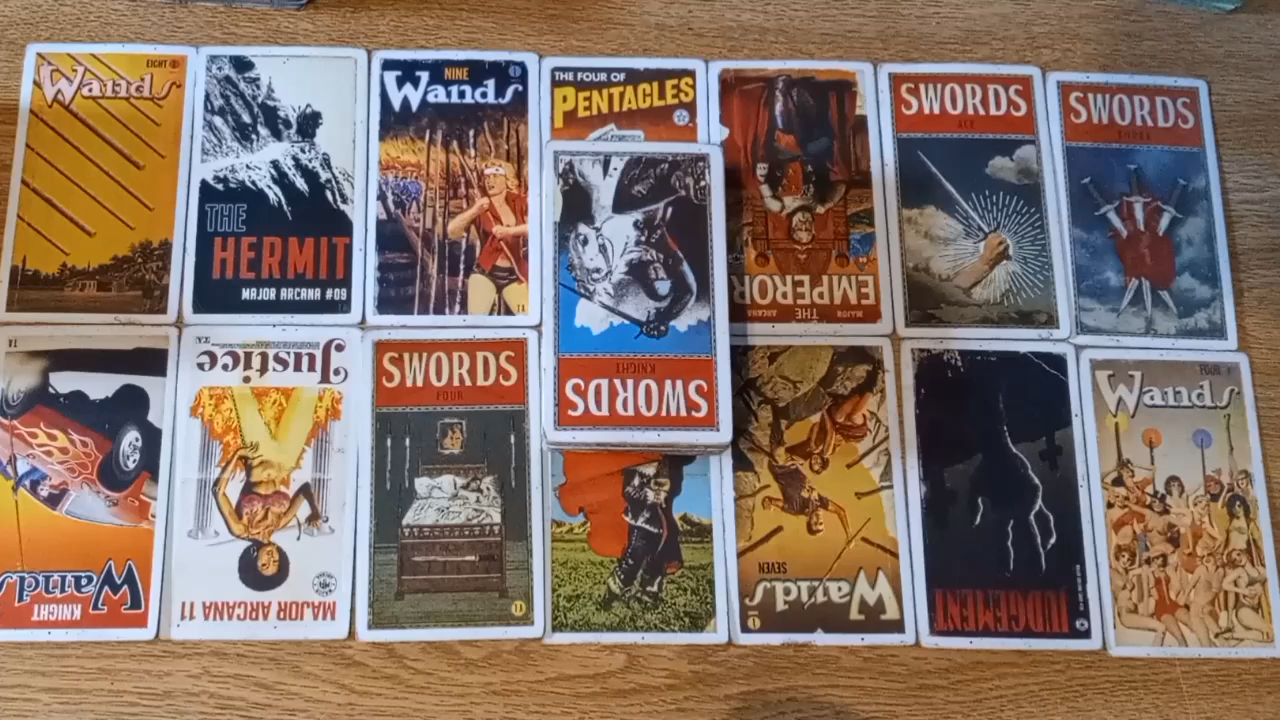 EIGHT
Wands
THE
HERMIT
MAJOR ARCANA #09
NINE
Wands
THE FOUR OF
PENTACLES
MAJOR ARCANA
THE
EMPEROR
SWORDS
ACE
SWORDS
THREE
KNIGHT
Wands
Justice
MAJOR ARCANA 11
SWORDS
FOUR
SWORDS
KNIGHT
Wands
SEVEN
JUDGEMENT
FOUR
Wands